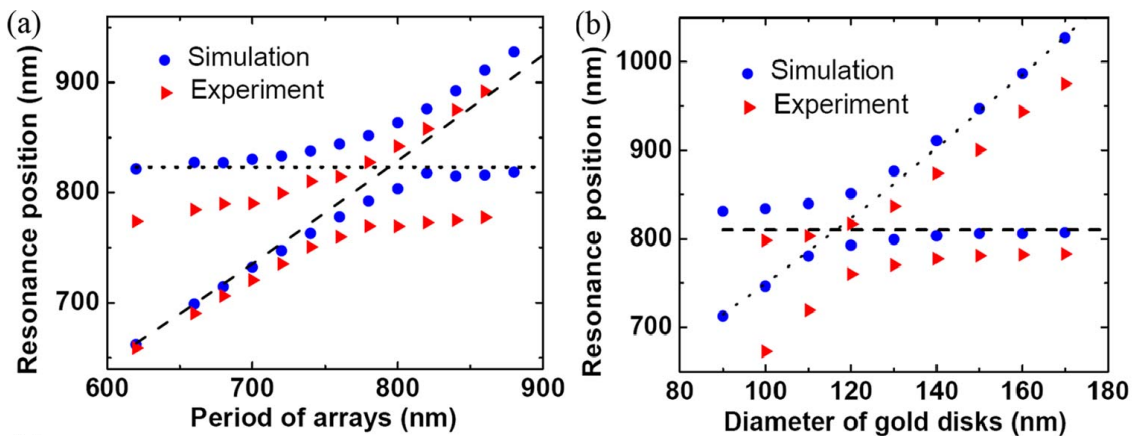 (a)
Simulation
Experiment
Resonance position (nm)
900
800
700
600
700
800
900
Period of arrays (nm)
(b)
Simulation
Experiment
Resonance position (nm)
1000
900
800
700
80
100
120
140
160
180
Diameter of gold disks (nm)